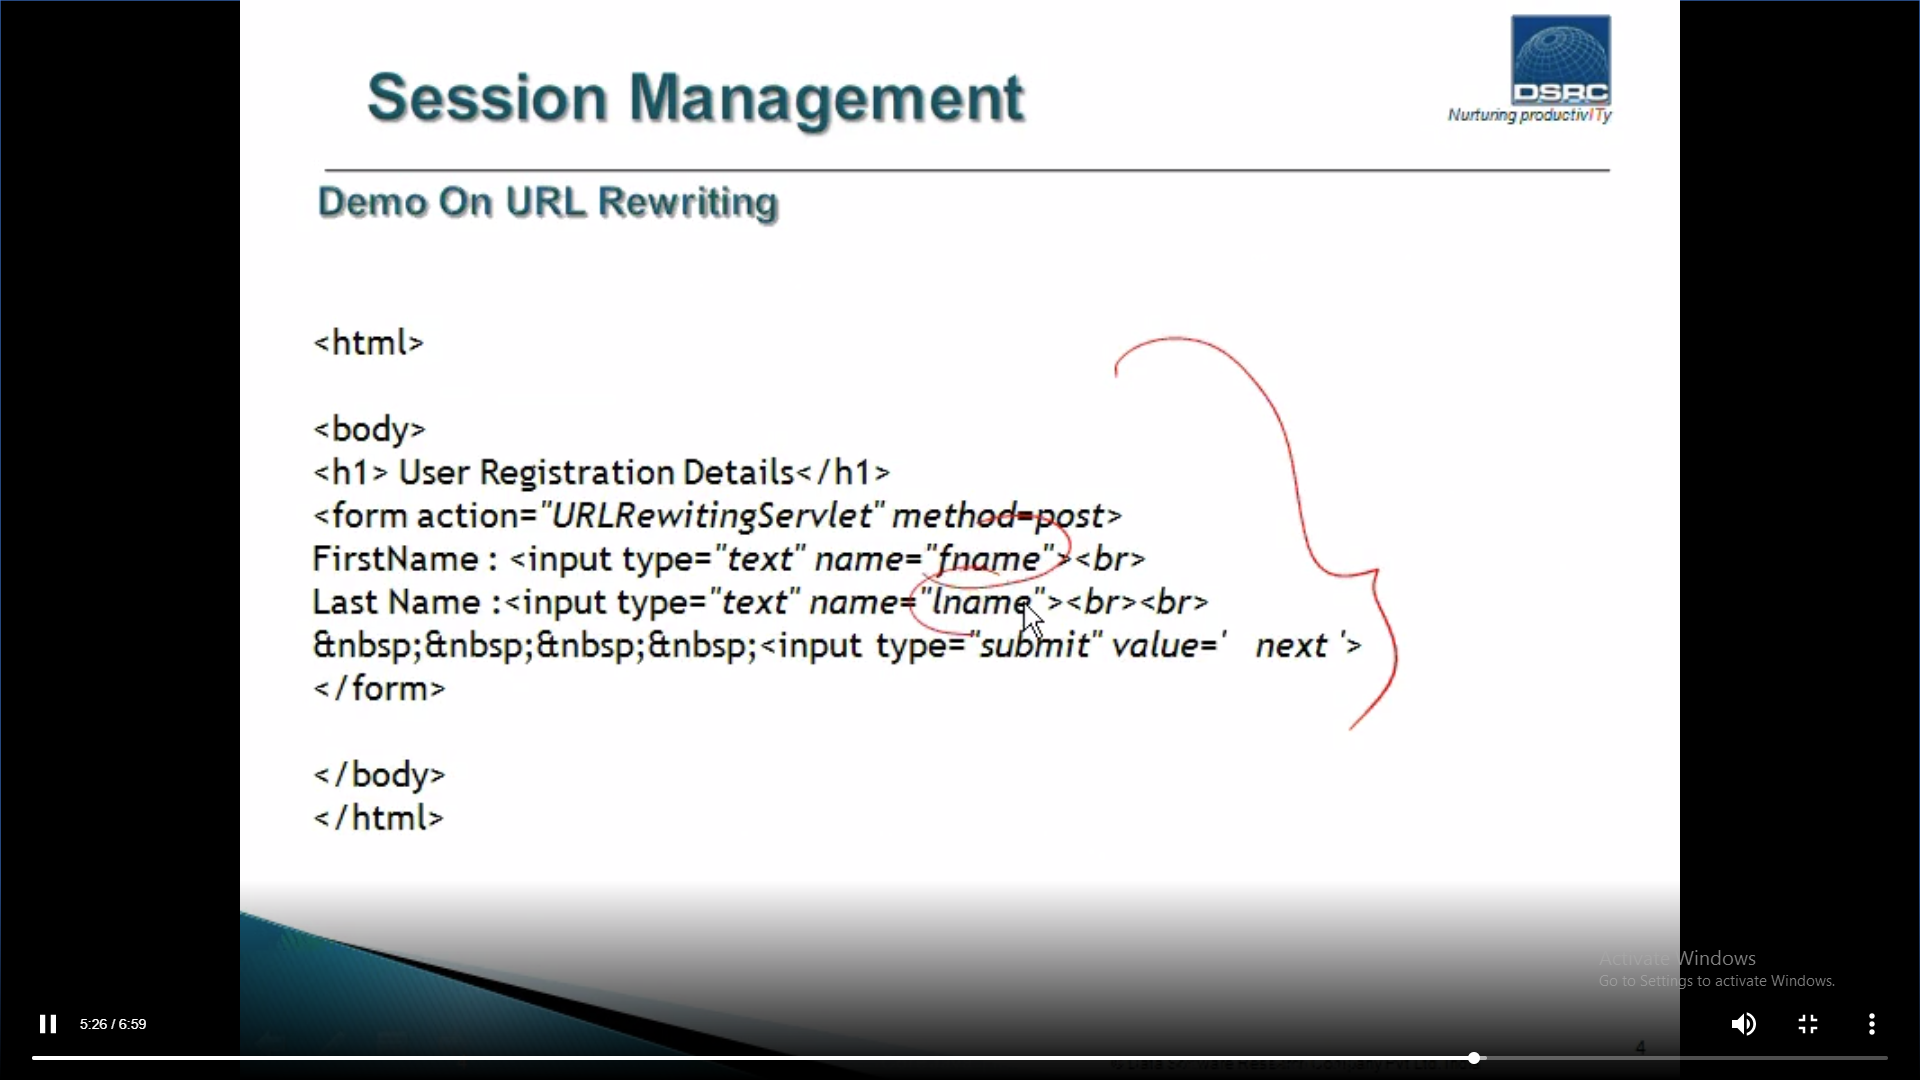 DSRC
Nurturing productivITy
Session Management
Demo On URL Rewriting
<html>
<body>
<h1> User Registration Details</h1>
<form action="URLRewitingServlet" method=post>
FirstName : <input type="text" name="fname"><br>
Last Name :<input type="text" name="lname"><br><br>
&nbsp;&nbsp;&nbsp;&nbsp;<input type="submit" value='   next '>
</form>
</body>
</html>
Activate Windows
Go to Settings to activate Windows.
5:26 / 6:59
4